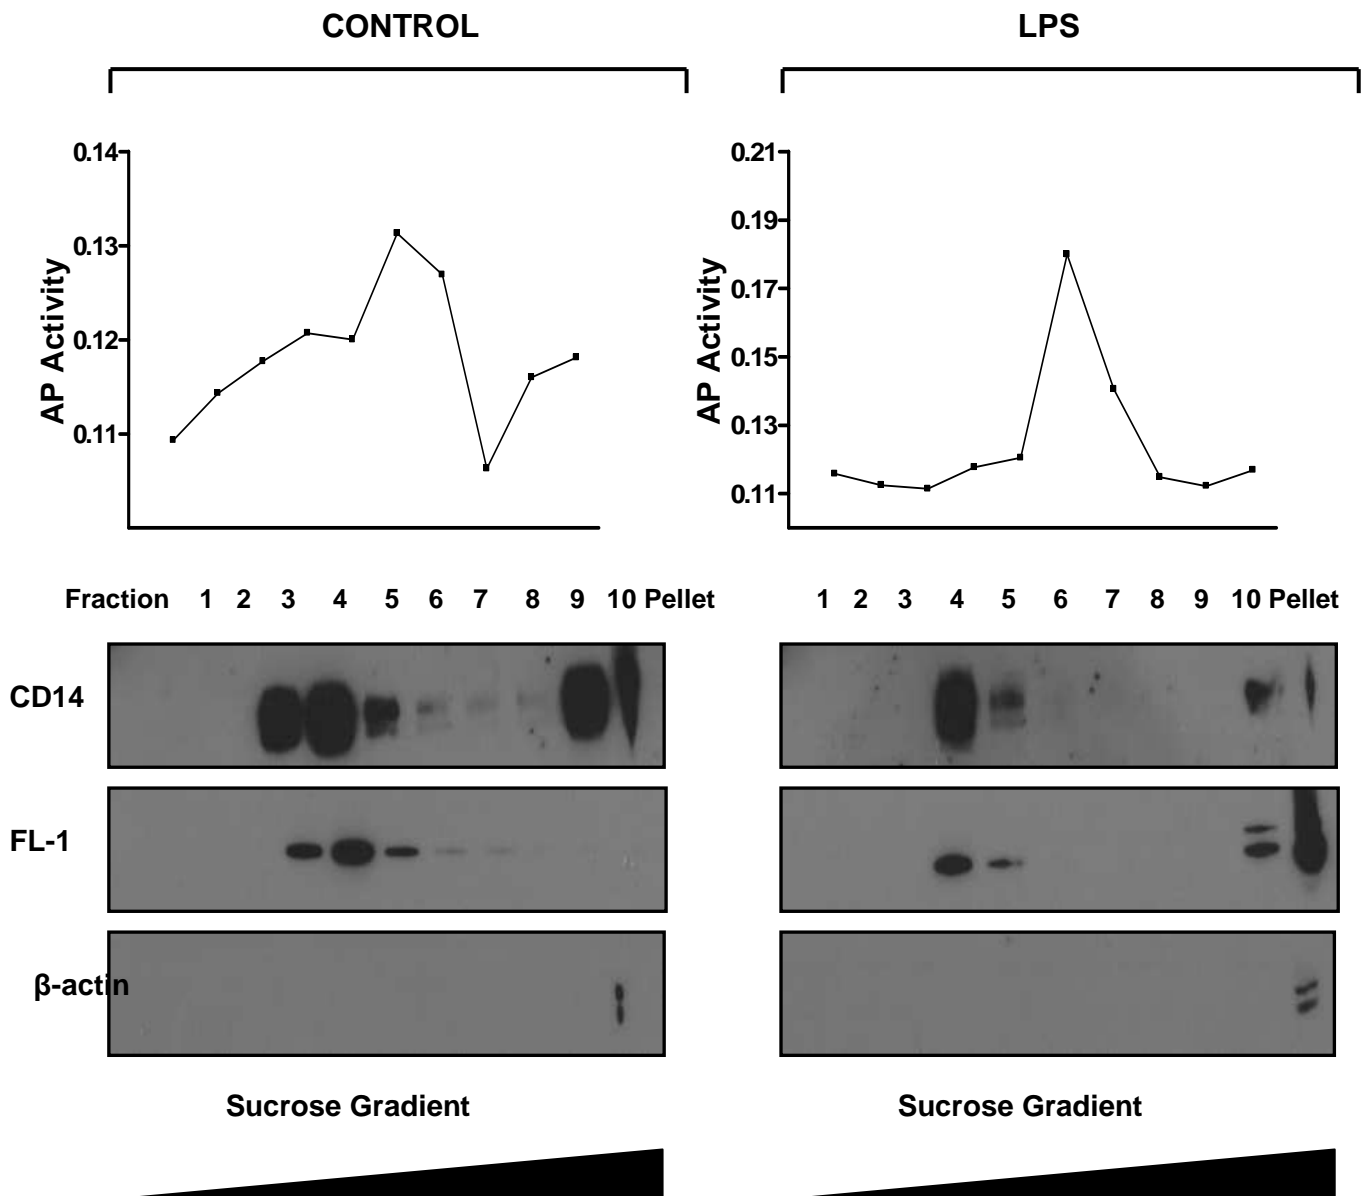 CONTROL
LPS
0.14
0.13
0.12
0.11
AP Activity
0.21
0.19
0.17
0.15
0.13
0.11
AP Activity
Fraction 1 2 3 4 5 6 7 8 9 10 Pellet
1 2 3 4 5 6 7 8 9 10 Pellet
CD14
FL-1
β-actin
Sucrose Gradient
Sucrose Gradient